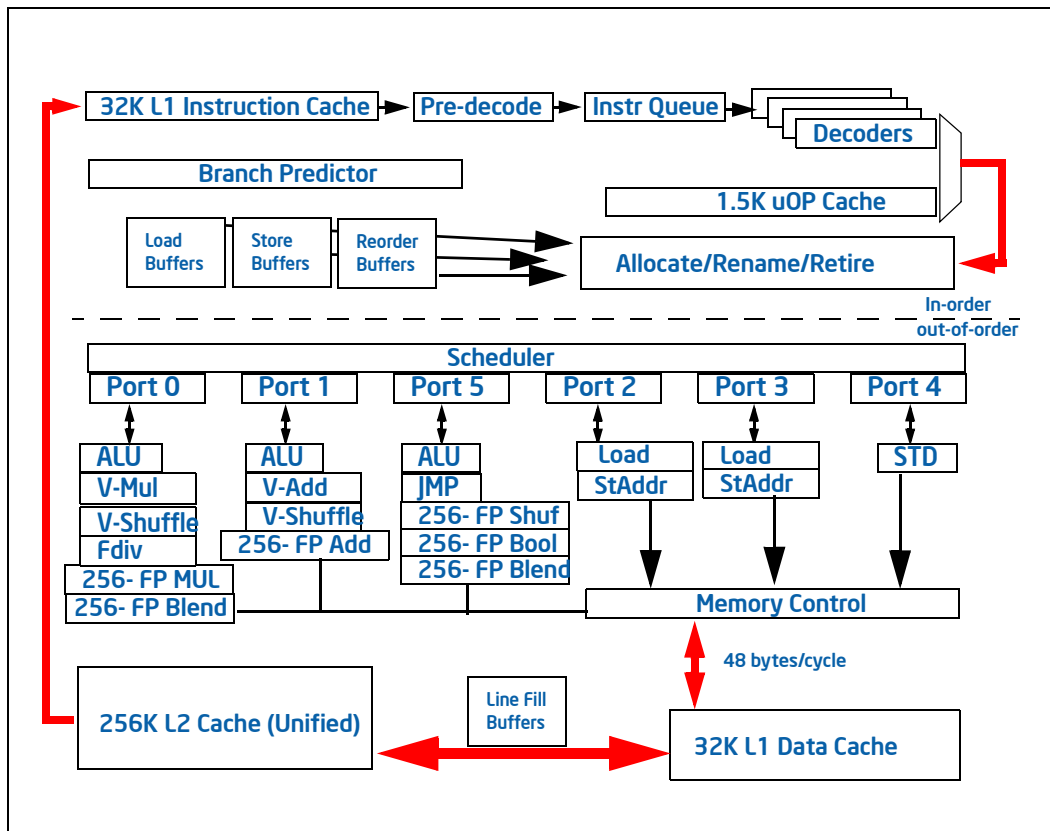 32K L1 Instruction Cache
Pre-decode
Instr Queue
Decoders
Branch Predictor
1.5K uOP Cache
Load
Buffers
Store
Buffers
Reorder
Buffers
Allocate/Rename/Retire
In-order
out-of-order
Scheduler
Port 0
Port 1
Port 5
Port 2
Port 3
Port 4
ALU
V-Mul
V-Shuffle
Fdiv
256- FP MUL
256- FP Blend
ALU
V-Add
V-Shuffle
256- FP Add
ALU
JMP
256- FP Shuf
256- FP Bool
256- FP Blend
Load
StAddr
Load
StAddr
STD
Memory Control
48 bytes/cycle
256K L2 Cache (Unified)
Line Fill
Buffers
32K L1 Data Cache